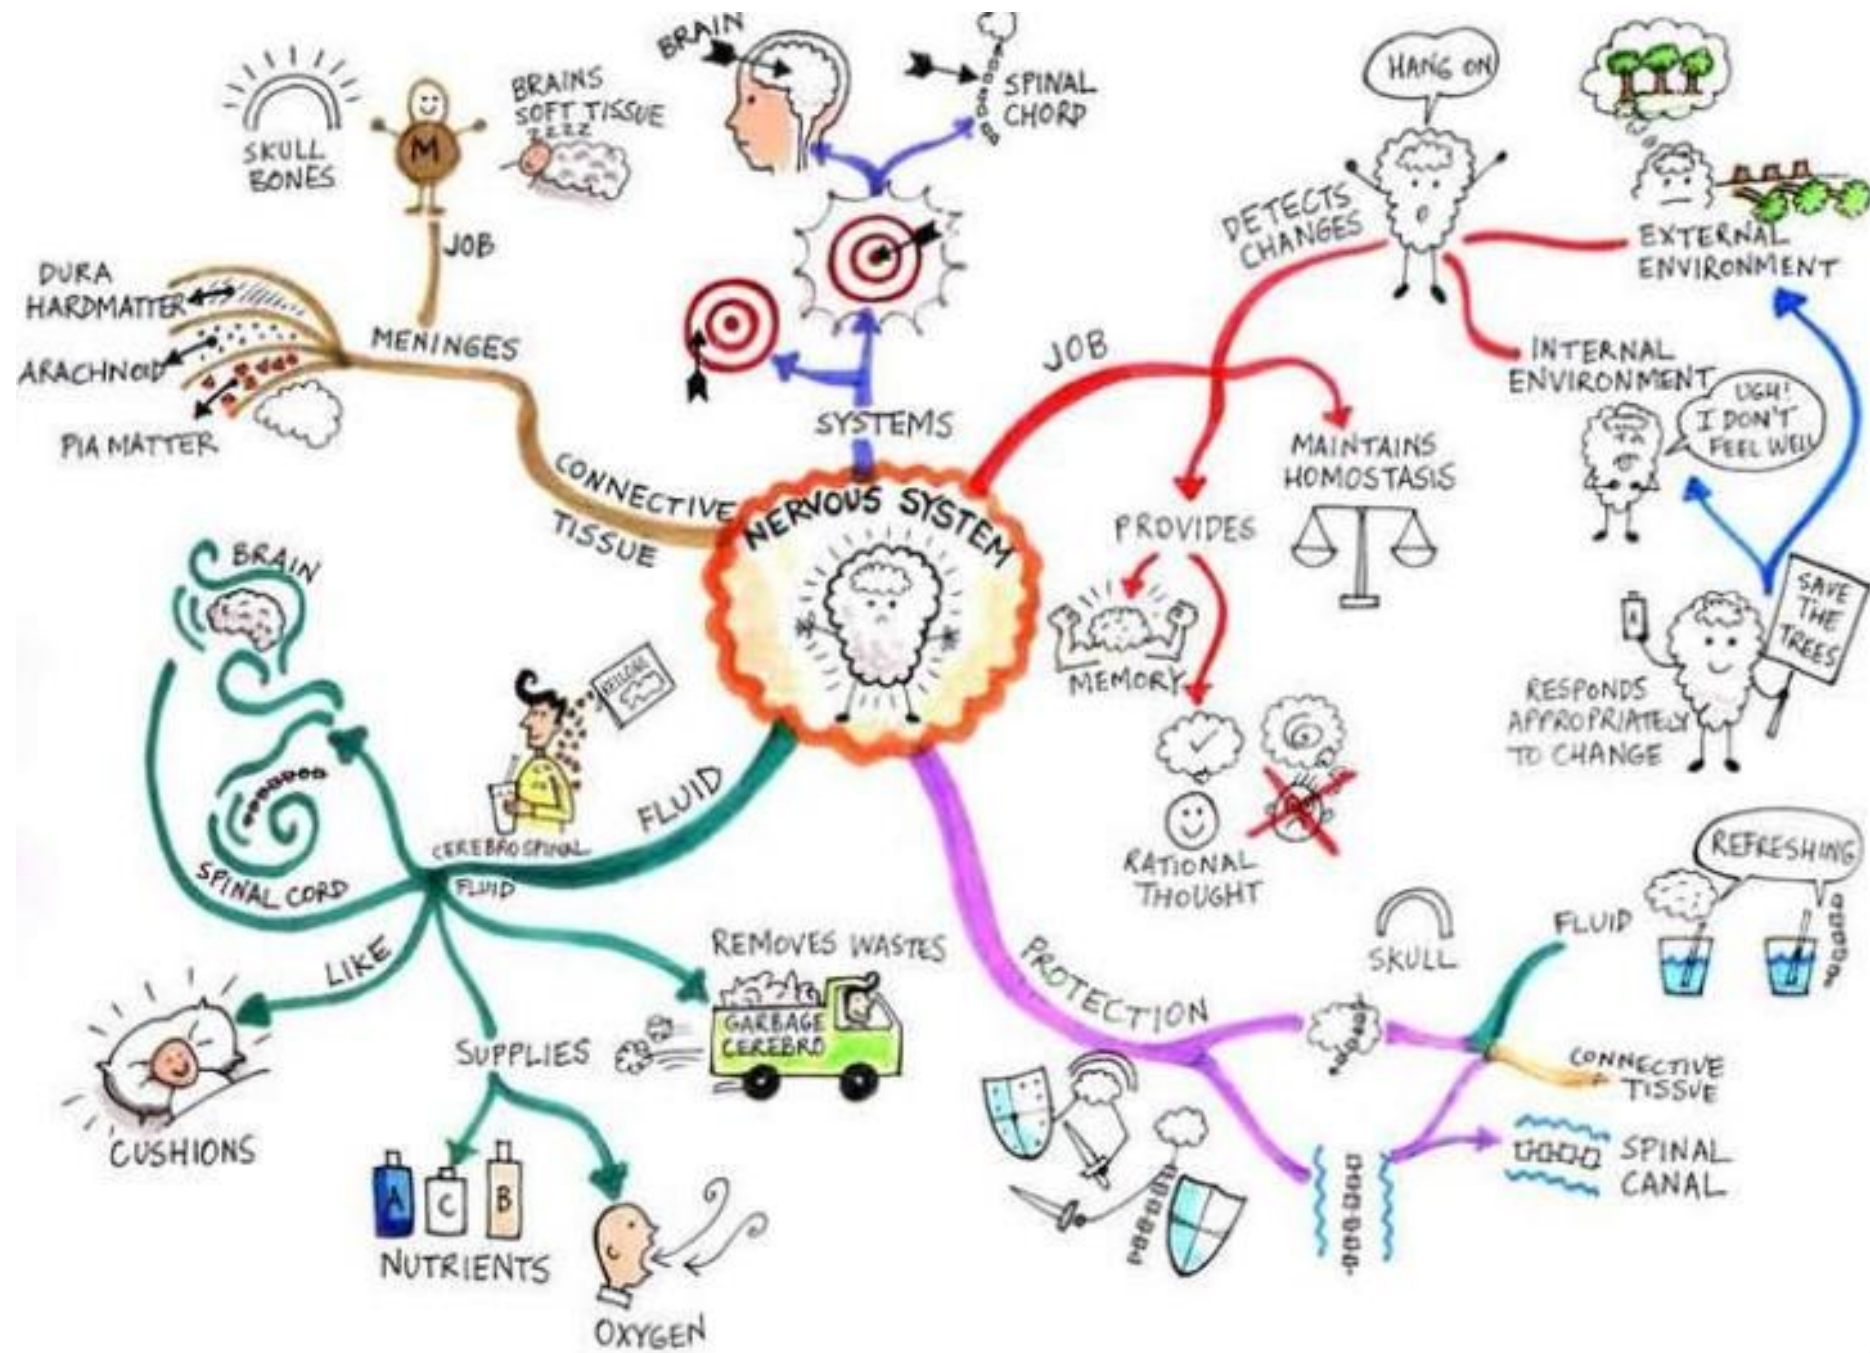 NERVOUS SYSTEM
SYSTEMS
BRAIN
SPINAL
CHORD
JOB
DETECTS
CHANGES
HANG ON
EXTERNAL
ENVIRONMENT
INTERNAL
ENVIRONMENT
UGH!
I DON'T
FEEL WELL
SAVE
THE
TREES
RESPONDS
APPROPRIATELY
TO CHANGE
MAINTAINS
HOMOSTASIS
PROVIDES
MEMORY
RATIONAL
THOUGHT
PROTECTION
SKULL
FLUID
REFRESHING
CONNECTIVE
TISSUE
SPINAL
CANAL
FLUID
CEREBROSPINAL
FLUID
BRAIN
SPINAL CORD
LIKE
CUSHIONS
SUPPLIES
A
C
B
NUTRIENTS
OXYGEN
REMOVES WASTES
GARBAGE
CEREBRO
CONNECTIVE
TISSUE
MENINGES
JOB
M
SKULL
BONES
BRAINS
SOFT TISSUE
ZZZZ
DURA
HARDMATTER
ARACHNOID
PIA MATTER